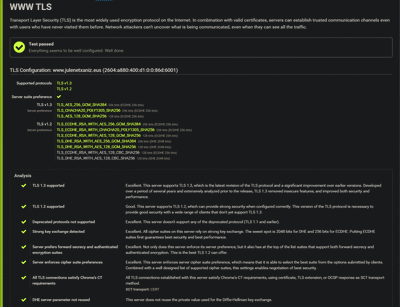 WWW TLS
Transport Layer Security (TLS) is the most widely used encryption protocol on the Internet. In combination with valid certificates, servers can establish trusted communication channels even
with users who have never visited them before. Network attackers can't uncover what is being communicated, even when they can see all the traffic.
Test passed
Everything seems to be well configured. Well done.
TLS Configuration: www.julenetxaniz.eus (2604:a880:400:d1:0:0:86d:6001)
Supported protocols
TLS v1.3
TLS v1.2
Server suite preference
TLS v1.3
Server preference
TLS_AES_256_GCM_SHA384
TLS_CHACHA20_POLY1305_SHA256
TLS_AES_128_GCM_SHA256
TLS v1.2
Server preference
TLS_ECDHE_RSA_WITH_AES_256_GCM_SHA384
TLS_ECDHE_RSA_WITH_CHACHA20_POLY1305_SHA256
TLS_ECDHE_RSA_WITH_AES_128_GCM_SHA256
TLS_DHE_RSA_WITH_AES_256_GCM_SHA384
TLS_DHE_RSA_WITH_AES_128_GCM_SHA256
TLS_ECDHE_RSA_WITH_AES_128_CBC_SHA256
TLS_DHE_RSA_WITH_AES_128_CBC_SHA256
Analysis
TLS 1.3 supported
Excellent. This server supports TLS 1.3, which is the latest revision of the TLS protocol and a significant improvement over earlier versions. Developed
over a period of several years and extensively analyzed prior to the release, TLS 1.3 removed insecure features, and improved both security and
performance.
TLS 1.2 supported
Good. This server supports TLS 1.2, which can provide strong security when configured correctly. This version of the TLS protocol is necessary to
provide good security with a wide range of clients that don't yet support TLS 1.3.
Deprecated protocols not supported
Excellent. This server doesn't support any of the deprecated protocol (TLS 1.1 and earlier)
Strong key exchange detected
Excellent. All cipher suites on this server rely on strong key exchange. The sweet spot is 2048 bits for DHE and 256 bits for ECDHE. Putting ECDHE
suites first guarantees best security and best performance.
Server prefers forward secrecy and authenticated
encryption suites
Excellent. Not only does this server enforce its server preference, but it also has at the top of the list suites that support both forward secrecy
and authenticated encryption. This is the best TLS 1.2 can offer.
Server enforces cipher suite preferences
Excellent. This server enforces server cipher suite preference, which means that it is able to select the best suite from the options submitted by clients.
Combined with a well designed list of supported cipher suites, this settings enables negotiation of best security.
All TLS connections satisfy Chrome's CT
requirements
Excellent. All TLS connections established with this server satisfy Chrome's CT requirements, using certificate, TLS extension, or OCSP response as SCT transport
method.
SCT transport: CERT
DHE server parameter not reused
This server does not reuse the private value used for the Diffie-Hellman key exchange.